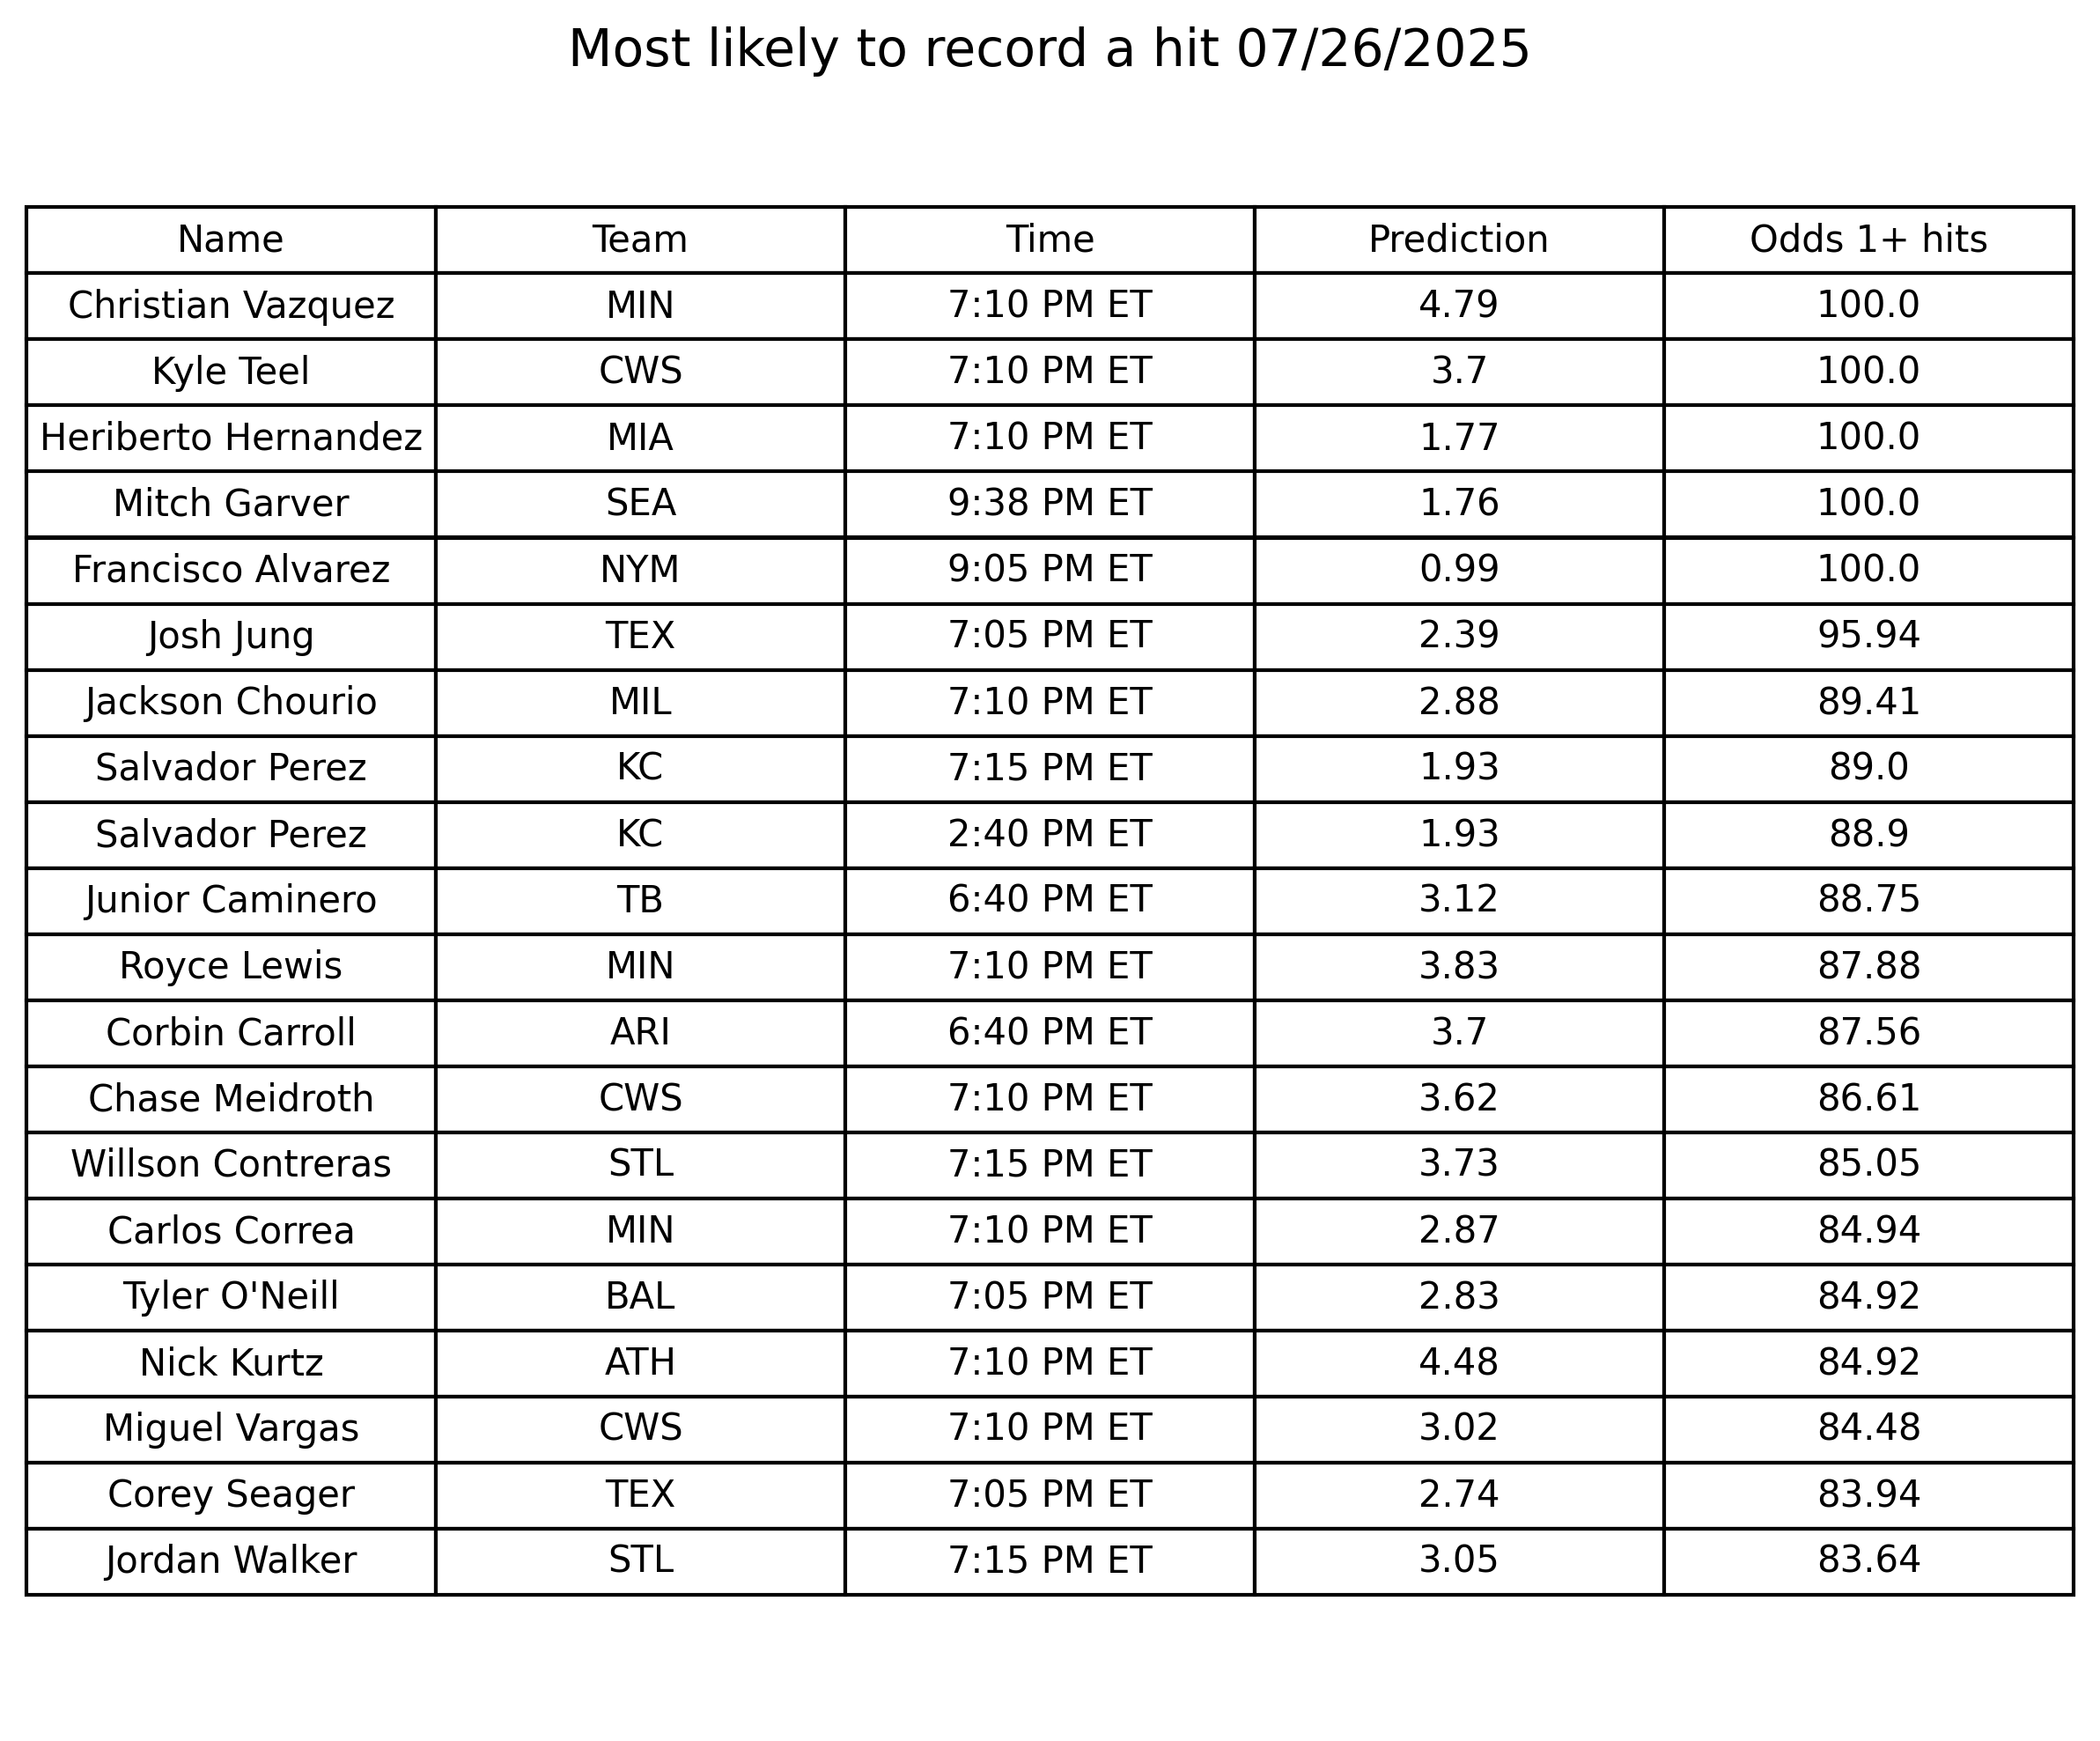 Most likely to record a hit 07/26/2025
Name Team Time Prediction Odds 1+ hits
Christian Vazquez MIN 7:10 PM ET 4.79 100.0
Kyle Teel CWS 7:10 PM ET 3.7 100.0
Heriberto Hernandez MIA 7:10 PM ET 1.77 100.0
Mitch Garver SEA 9:38 PM ET 1.76 100.0
Francisco Alvarez NYM 9:05 PM ET 0.99 100.0
Josh Jung TEX 7:05 PM ET 2.39 95.94
Jackson Chourio MIL 7:10 PM ET 2.88 89.41
Salvador Perez KC 7:15 PM ET 1.93 89.0
Salvador Perez KC 2:40 PM ET 1.93 88.9
Junior Caminero TB 6:40 PM ET 3.12 88.75
Royce Lewis MIN 7:10 PM ET 3.83 87.88
Corbin Carroll ARI 6:40 PM ET 3.7 87.56
Chase Meidroth CWS 7:10 PM ET 3.62 86.61
Willson Contreras STL 7:15 PM ET 3.73 85.05
Carlos Correa MIN 7:10 PM ET 2.87 84.94
Tyler O'Neill BAL 7:05 PM ET 2.83 84.92
Nick Kurtz ATH 7:10 PM ET 4.48 84.92
Miguel Vargas CWS 7:10 PM ET 3.02 84.48
Corey Seager TEX 7:05 PM ET 2.74 83.94
Jordan Walker STL 7:15 PM ET 3.05 83.64